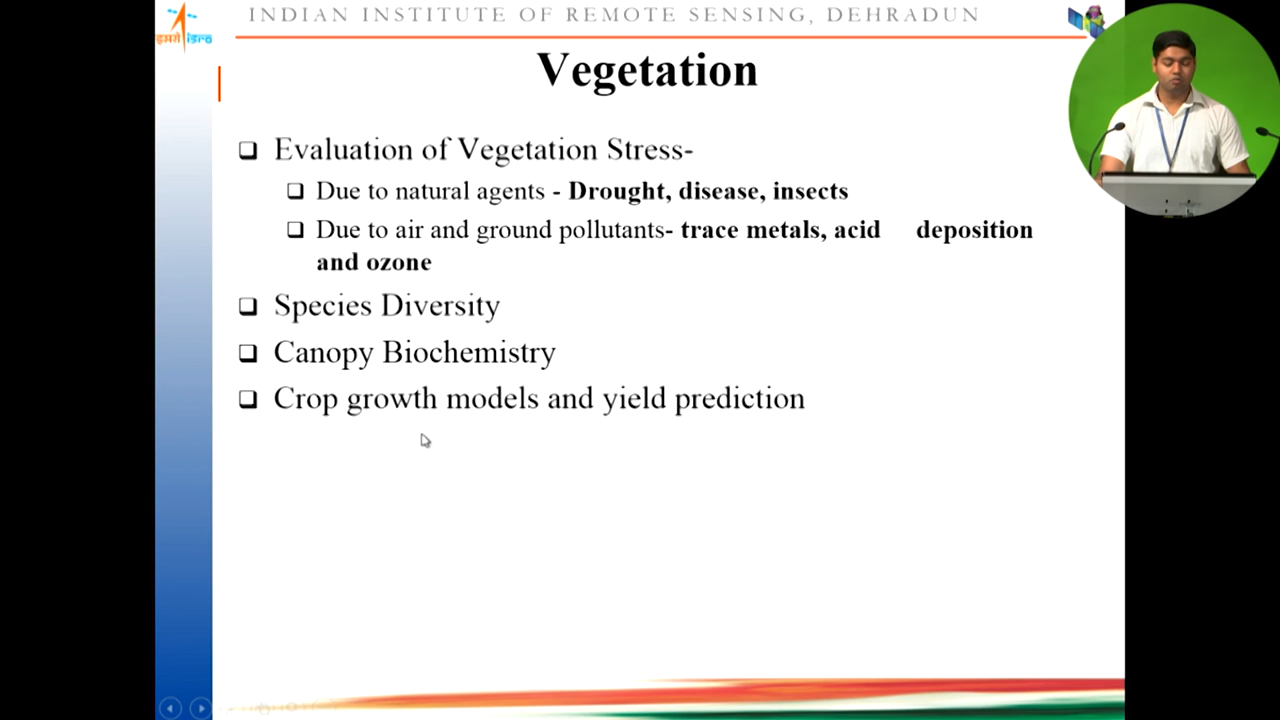 INDIAN INSTITUTE OF REMOTE SENSING, DEHRADUN
इसरो isro
Vegetation
Evaluation of Vegetation Stress-
Due to natural agents - Drought, disease, insects
Due to air and ground pollutants- trace metals, acid deposition
and ozone
Species Diversity
Canopy Biochemistry
Crop growth models and yield prediction